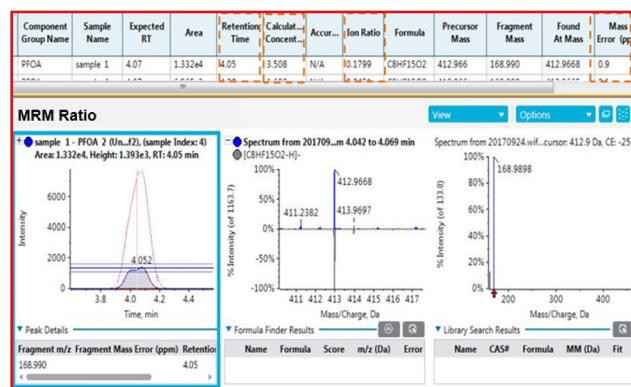 Component Group Name Sample Name Expected RT Area Retention Time Calculat... Concent... Accur... Ion Ratio Formula Precursor Mass Fragment Mass Found At Mass Mass Error (pp
PFOA sample 1 4.07 1.332e4 4.05 3.508 N/A 0.1799 C8HF15O2 412.966 168.990 412.9668 0.9
MRM Ratio View Options
sample 1 - PFOA 2 (Un...f2), (sample Index: 4)
Area: 1.332e4, Height: 1.393e3, RT: 4.05 min
Intensity
6000
4000
2000
0
4.052
3.8 4.0 4.2 4.4
Time, min
Peak Details
Fragment m/z Fragment Mass Error (ppm) Retentio
168.990 4.05
Spectrum from 201709...m 4.042 to 4.069 min
[C8HF15O2-H]-
% Intensity (of 1163.7)
100%
50%
0%
-50%
-100%
412.9668
411.2382
413.9697
411 412 413 414 415 416 417
Mass/Charge, Da
Formula Finder Results
Name Formula Score m/z (Da) Error
Spectrum from 20170924.wif...cursor: 412.9 Da, CE: -25
% Intensity (of 133.0)
100%
80%
60%
40%
20%
0%
168.9898
200 300 400
Mass/Charge, Da
Library Search Results
Name CAS# Formula MM (Da) Fit